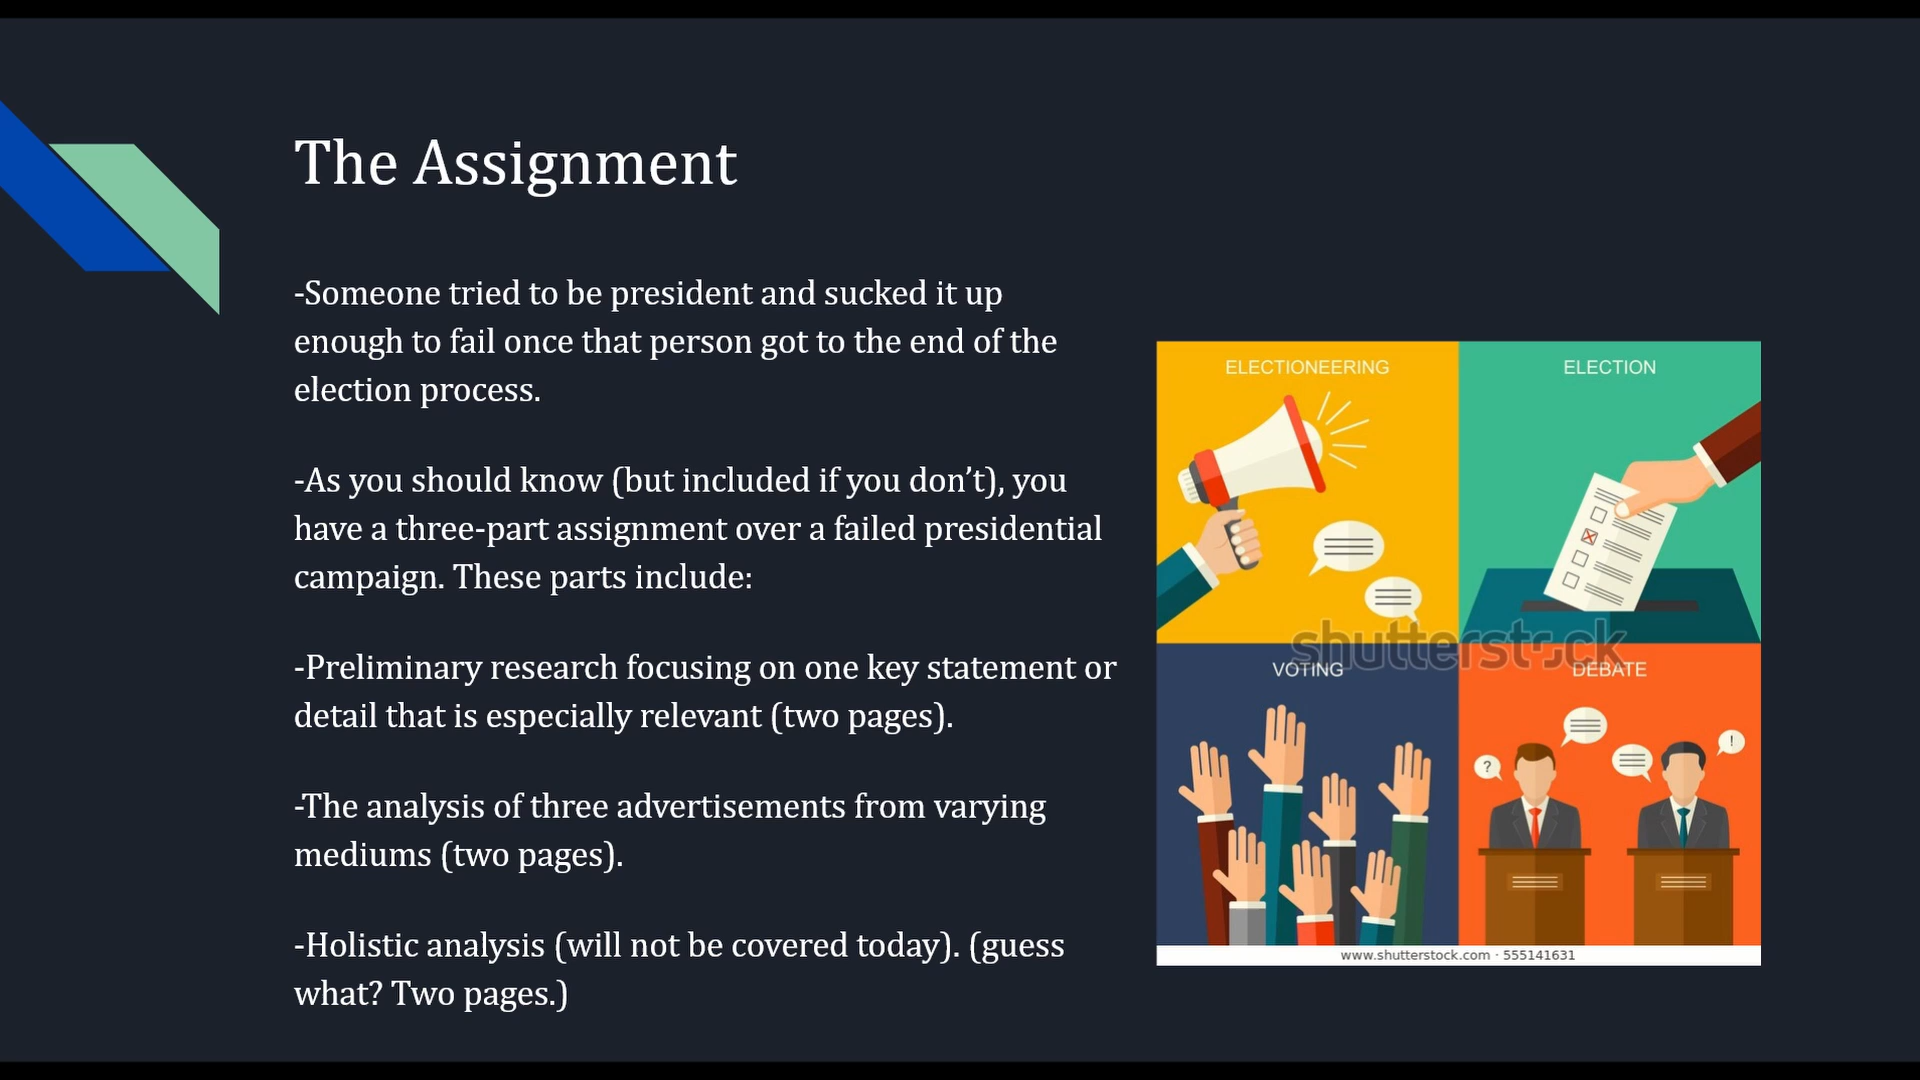 The Assignment
-Someone tried to be president and sucked it up
enough to fail once that person got to the end of the
election process.
-As you should know (but included if you don’t), you
have a three-part assignment over a failed presidential
campaign. These parts include:
-Preliminary research focusing on one key statement or
detail that is especially relevant (two pages).
-The analysis of three advertisements from varying
mediums (two pages).
-Holistic analysis (will not be covered today). (guess
what? Two pages.)
ELECTIONEERING
ELECTION
shutterstock
VOTING
DEBATE
?
!
www.shutterstock.com · 555141631